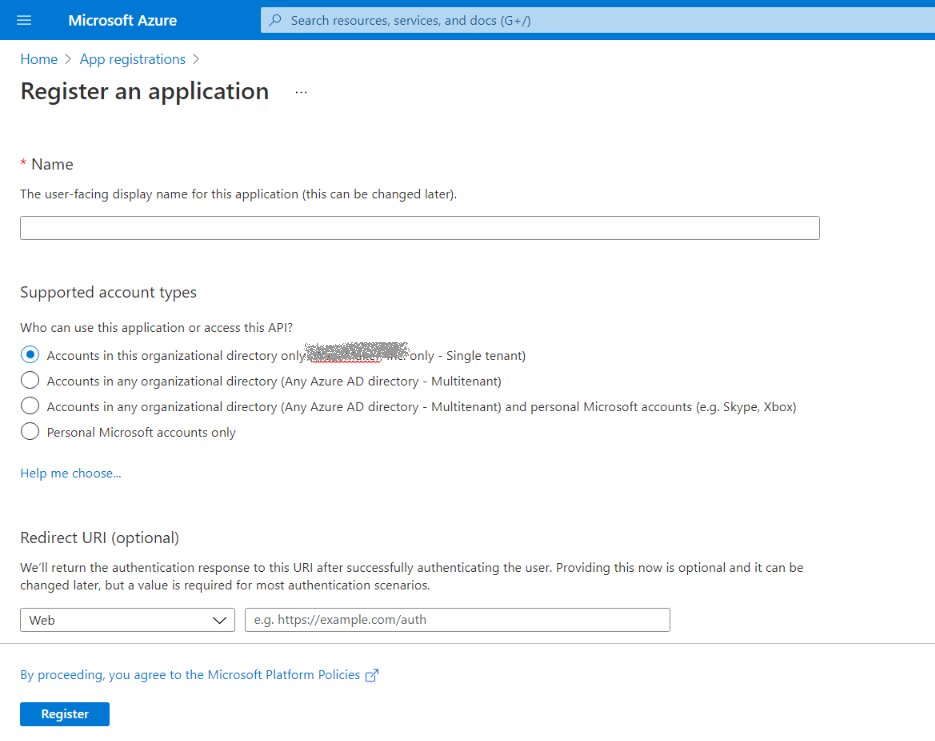 Microsoft Azure
Search resources, services, and docs (G+/)
Home > App registrations >
Register an application ...
* Name
The user-facing display name for this application (this can be changed later).
Supported account types
Who can use this application or access this API?
Accounts in this organizational directory only only - Single tenant)
Accounts in any organizational directory (Any Azure AD directory - Multitenant)
Accounts in any organizational directory (Any Azure AD directory - Multitenant) and personal Microsoft accounts (e.g. Skype, Xbox)
Personal Microsoft accounts only
Help me choose...
Redirect URI (optional)
We'll return the authentication response to this URI after successfully authenticating the user. Providing this now is optional and it can be
changed later, but a value is required for most authentication scenarios.
Web
e.g. https://example.com/auth
By proceeding, you agree to the Microsoft Platform Policies
Register